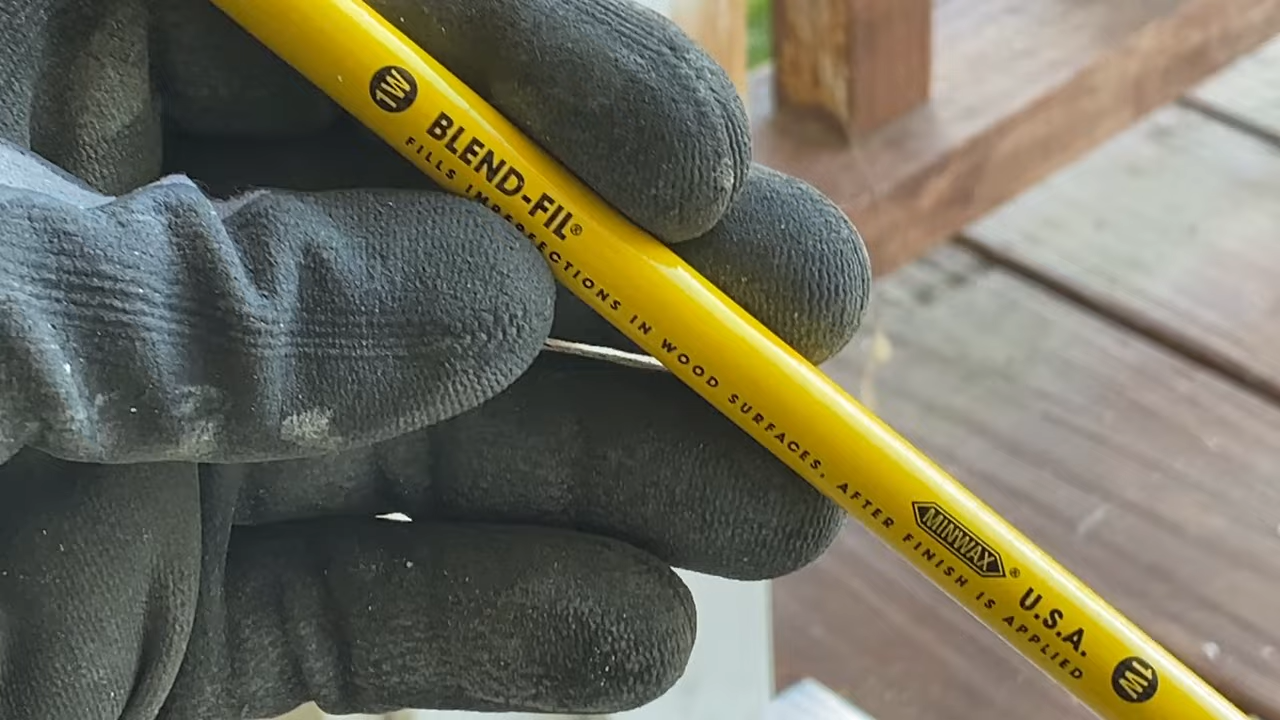 1W BLEND-FIL® MINWAX® U.S.A. 1W
FILLS IMPERFECTIONS IN WOOD SURFACES, AFTER FINISH IS APPLIED